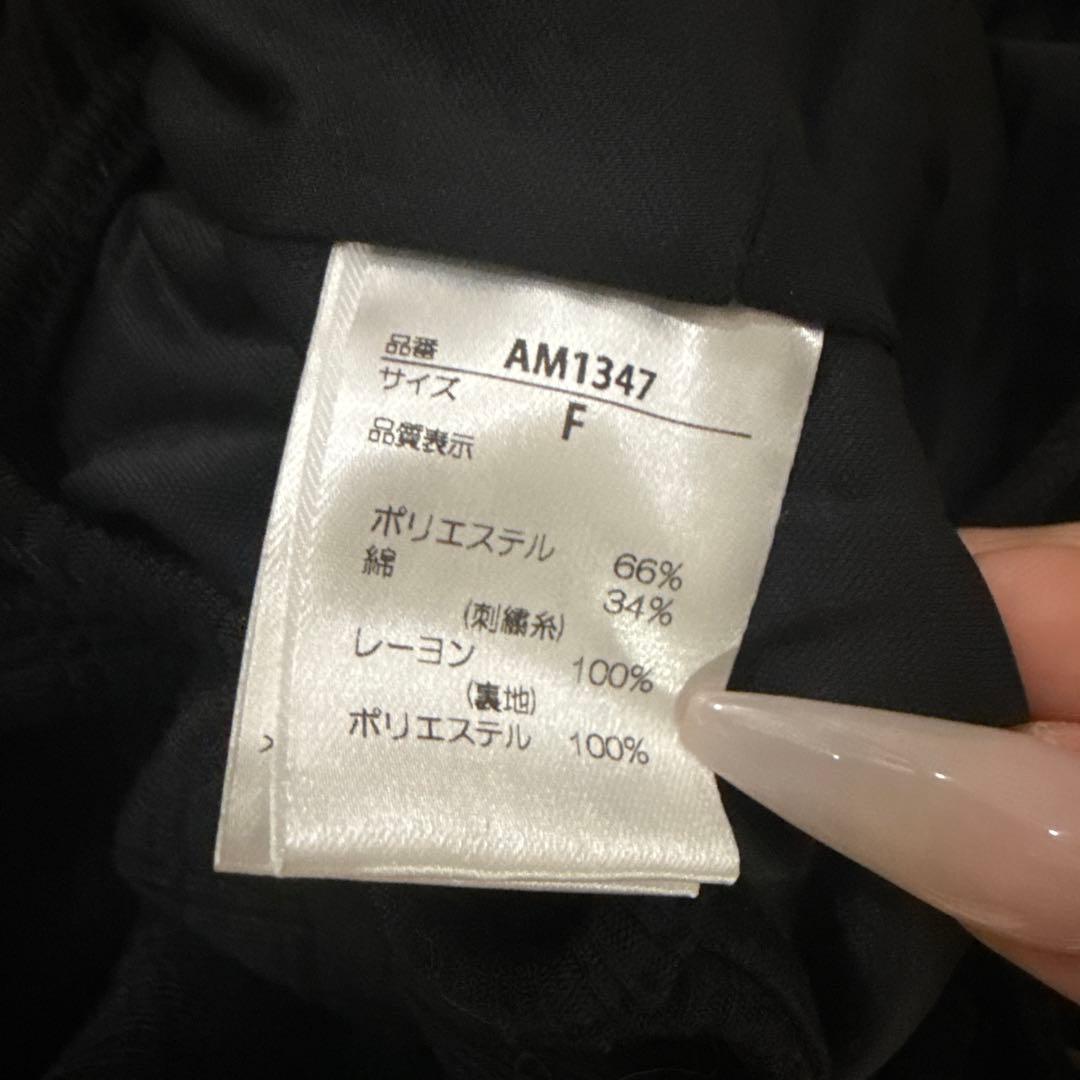 品番 AM1347
サイズ F
品質表示
ポリエステル 66%
綿 34%
(刺繍糸)
レーヨン 100%
(裏地)
ポリエステル 100%